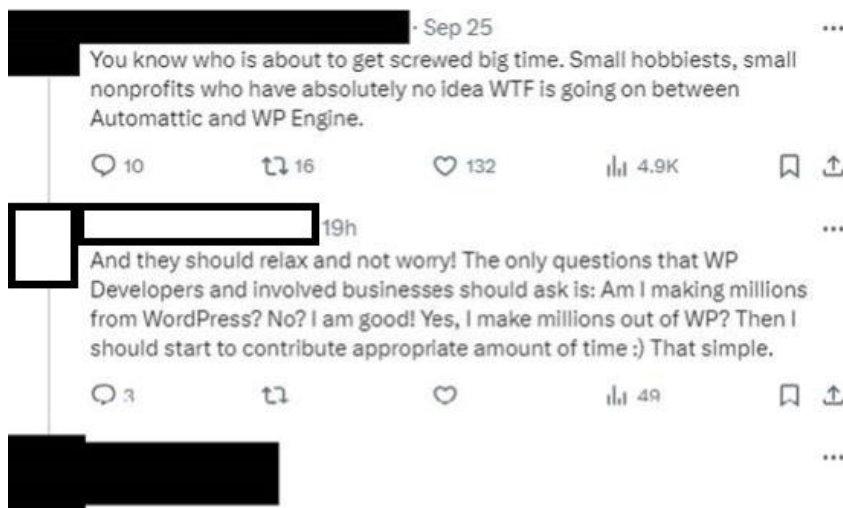 · Sep 25
You know who is about to get screwed big time. Small hobbiests, small
nonprofits who have absolutely no idea WTF is going on between
Automattic and WP Engine.
10 16 132 4.9K
19h
And they should relax and not worry! The only questions that WP
Developers and involved businesses should ask is: Am I making millions
from WordPress? No? I am good! Yes, I make millions out of WP? Then I
should start to contribute appropriate amount of time :) That simple.
3 49